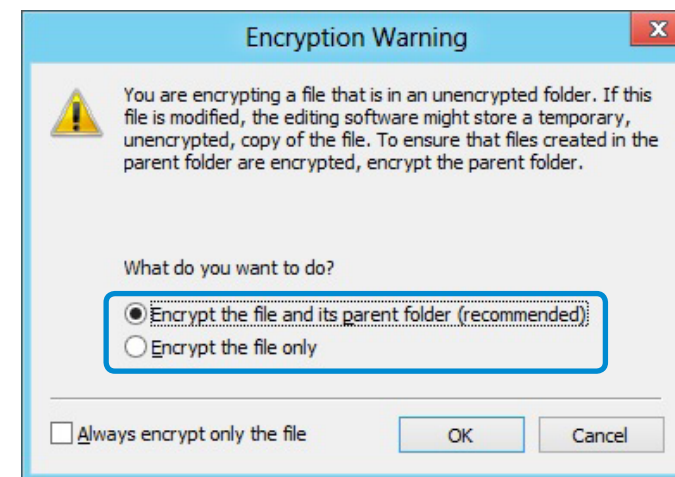 Encryption Warning
You are encrypting a file that is in an unencrypted folder. If this
file is modified, the editing software might store a temporary,
unencrypted, copy of the file. To ensure that files created in the
parent folder are encrypted, encrypt the parent folder.
What do you want to do?
Encrypt the file and its parent folder (recommended)
Encrypt the file only
Always encrypt only the file
OK
Cancel